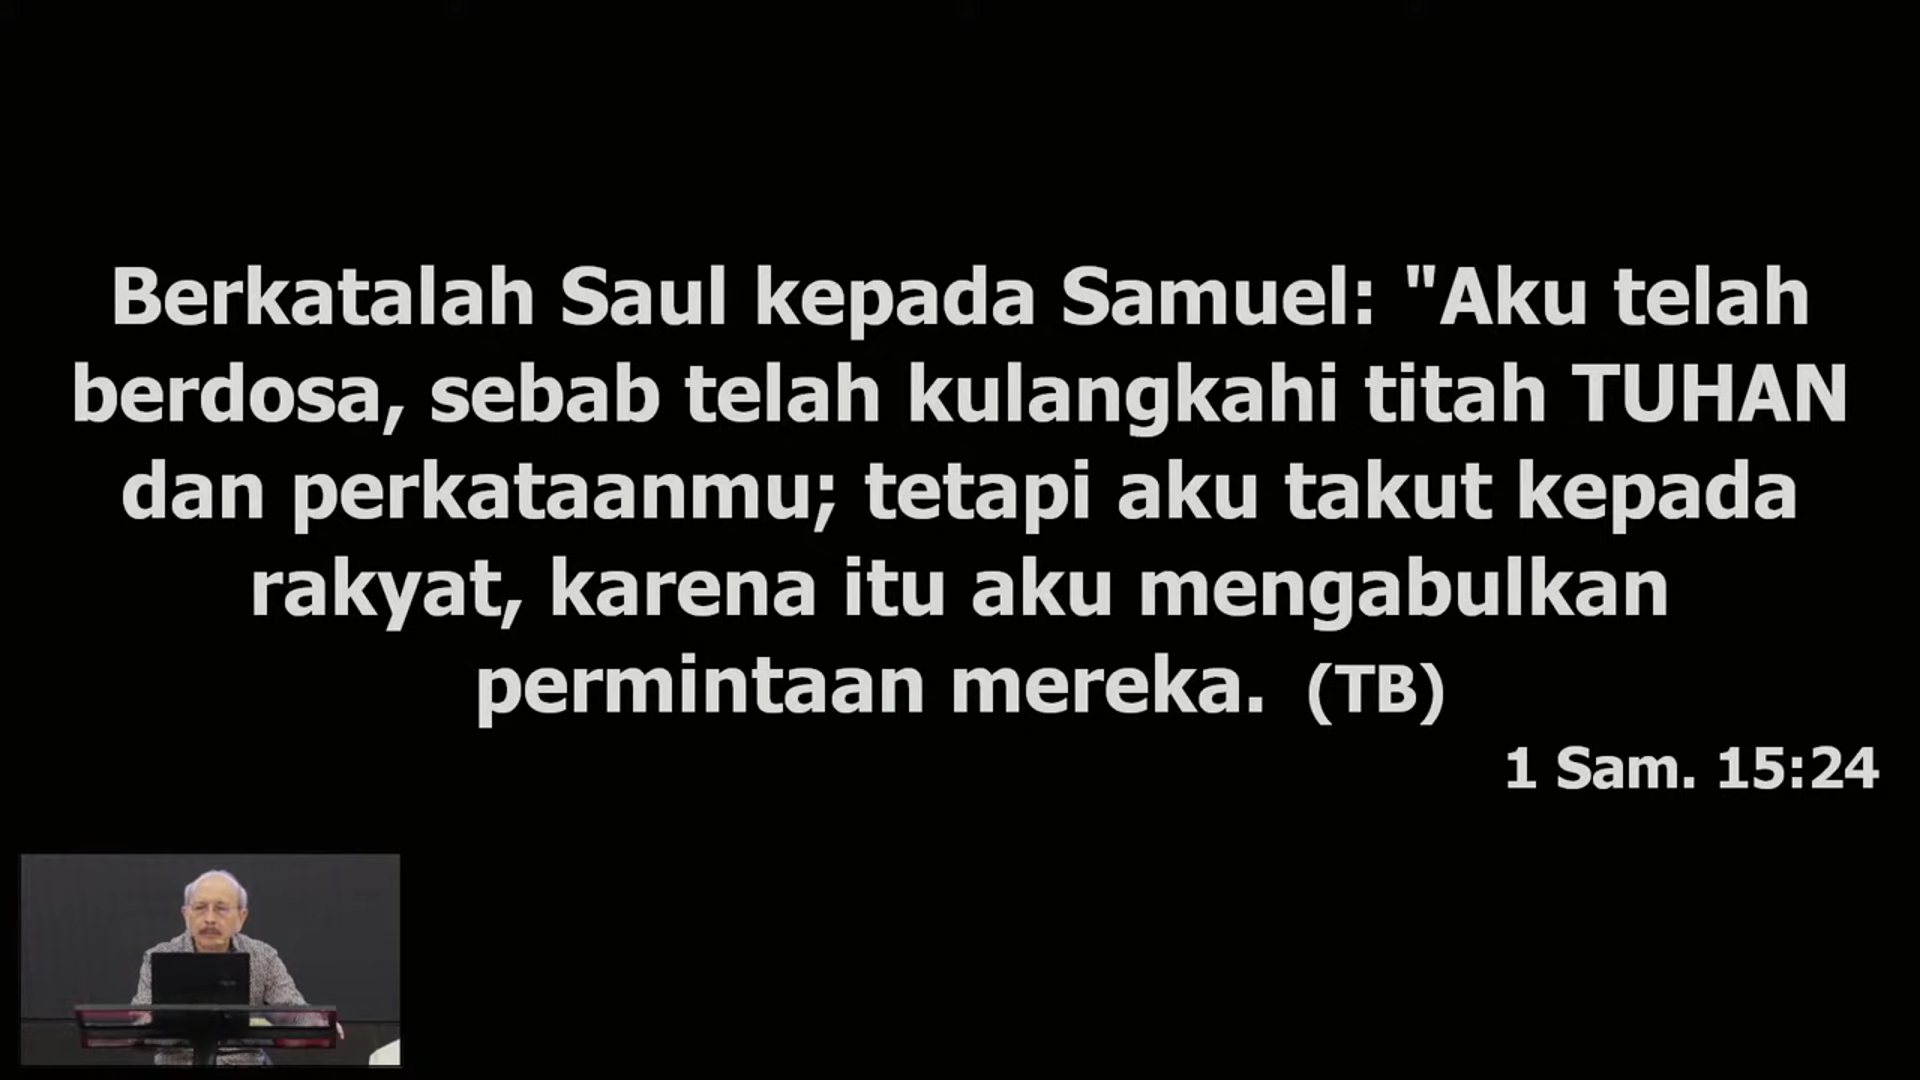 Berkatalah Saul kepada Samuel: "Aku telah
berdosa, sebab telah kulangkahi titah TUHAN
dan perkataanmu; tetapi aku takut kepada
rakyat, karena itu aku mengabulkan
permintaan mereka. (TB)
1 Sam. 15:24